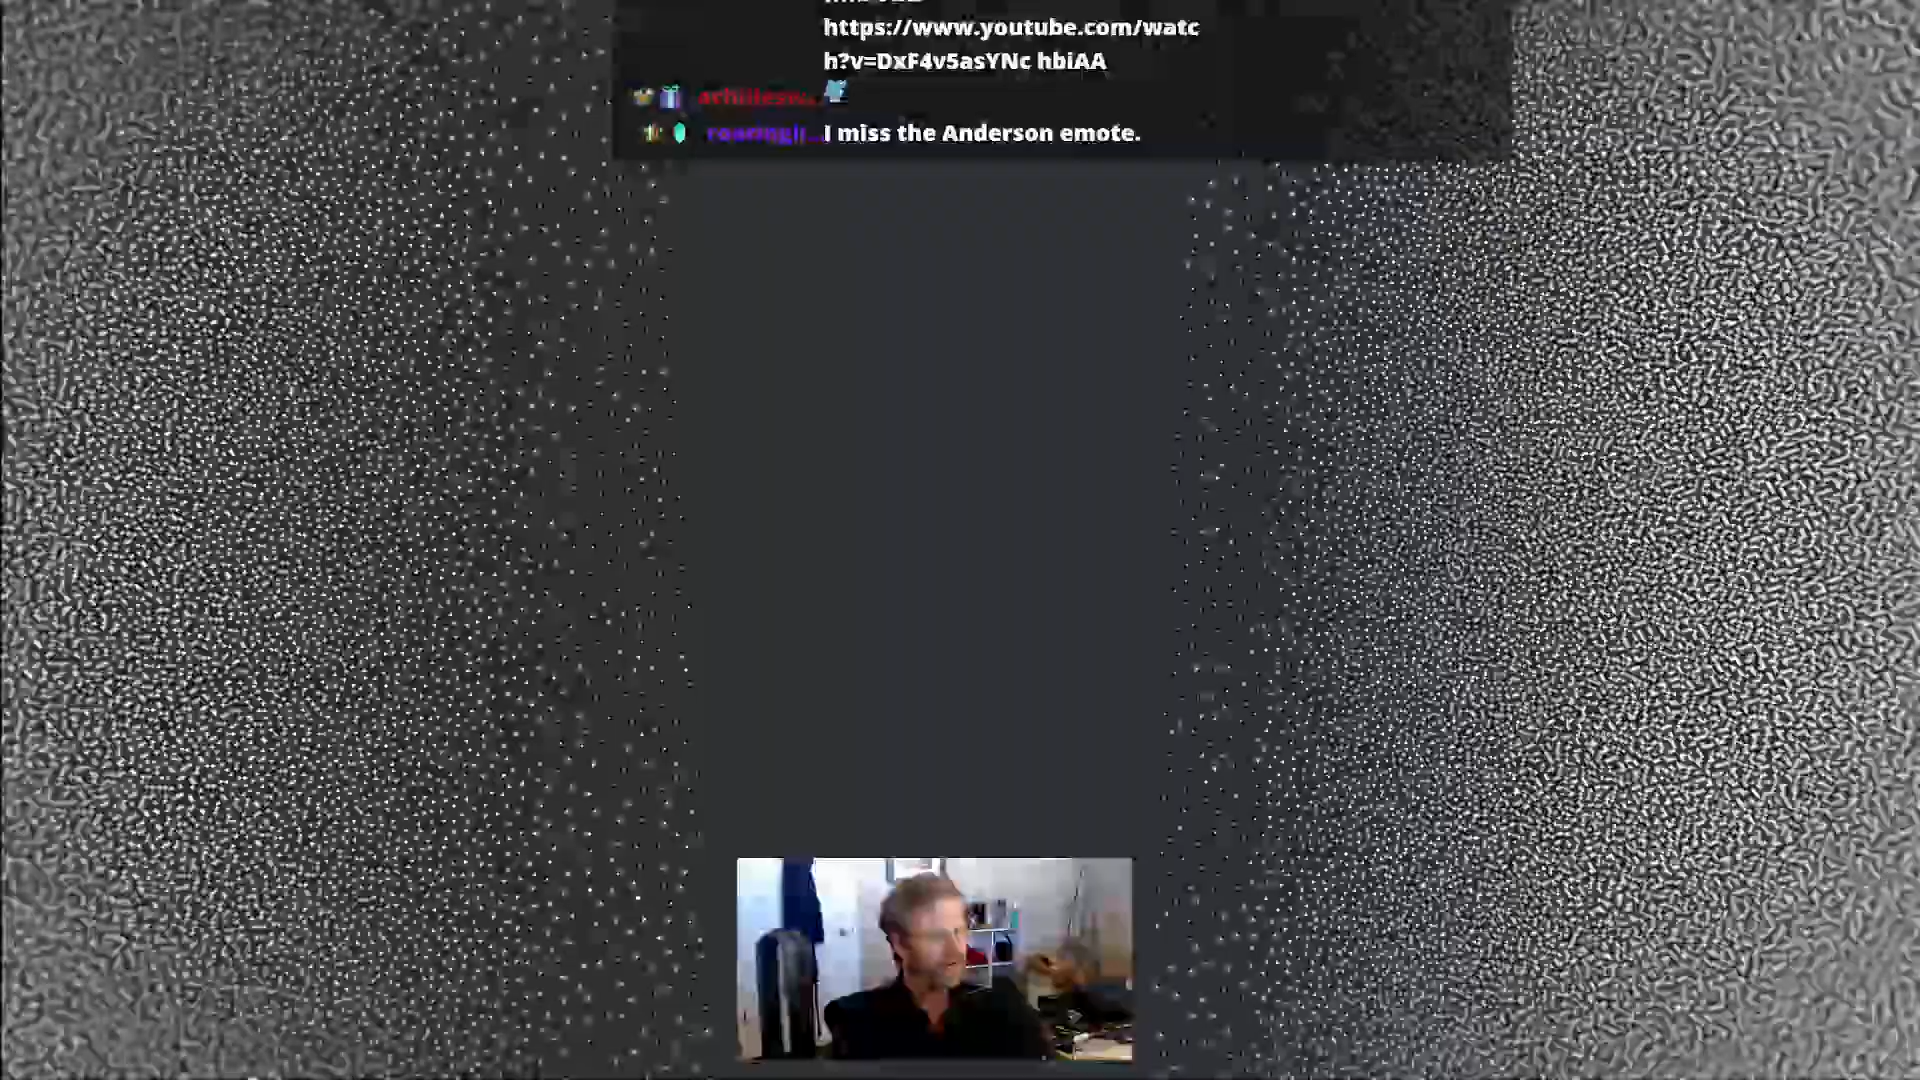 https://www.youtube.com/watc
h?v=DxF4v5asYNc hbiAA
I miss the Anderson emote.